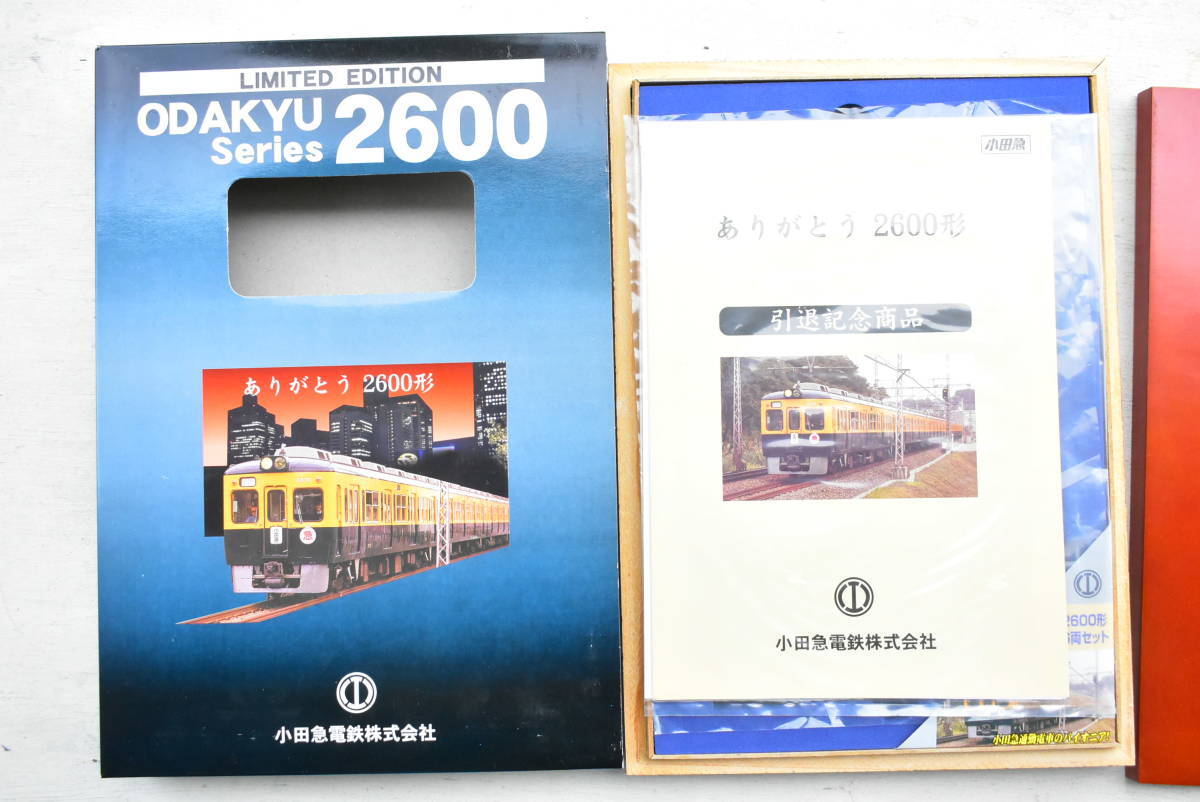 LIMITED EDITION
ODAKYU
Series 2600
ありがとう 2600形
急
小田急電鉄株式会社
小田急
ありがとう 2600形
引退記念商品
小田急電鉄株式会社
2600形
6両セット
小田急通勤電車のパイオニア!